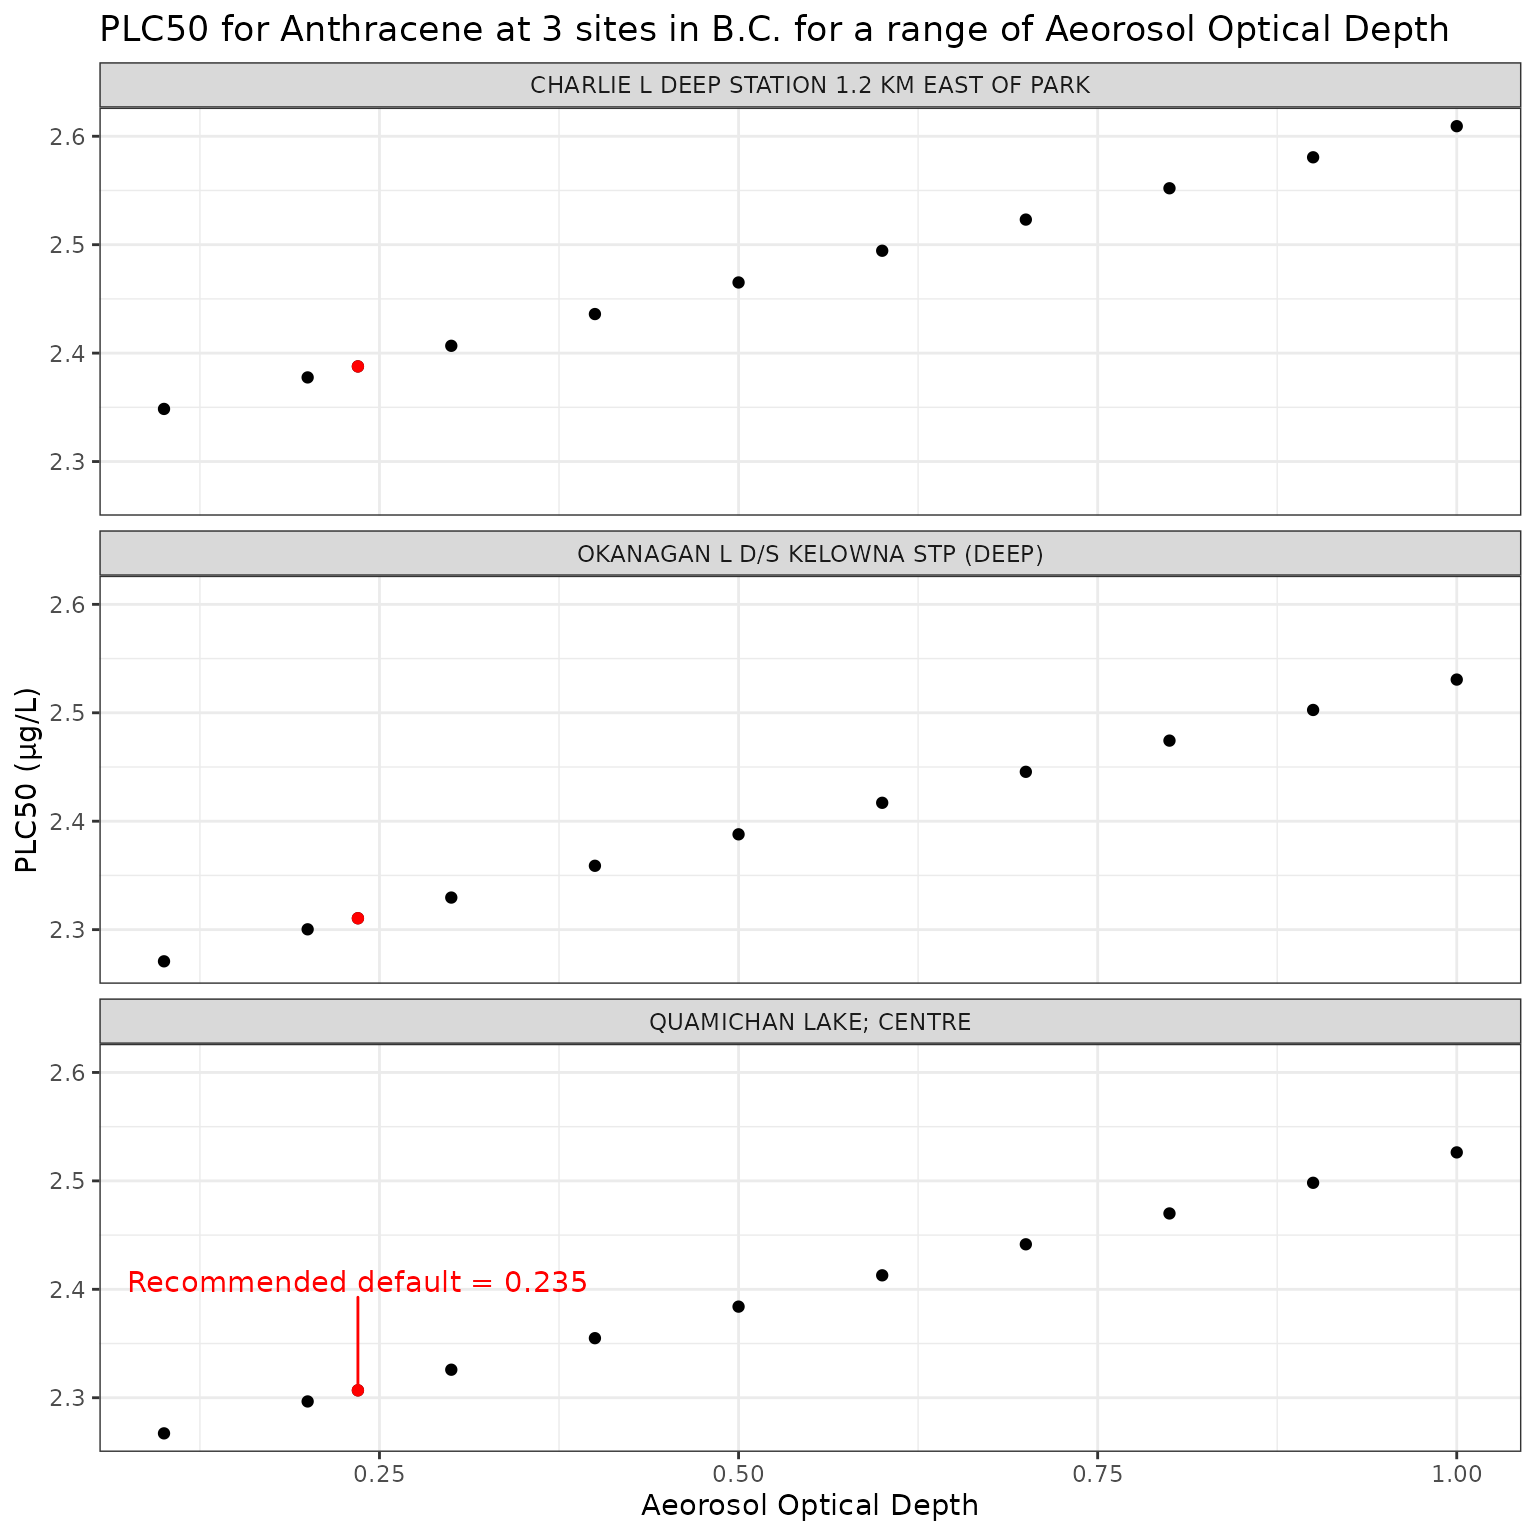 PLC50 for Anthracene at 3 sites in B.C. for a range of Aeorosol Optical Depth
CHARLIE L DEEP STATION 1.2 KM EAST OF PARK
2.6
2.5
2.4
2.3
OKANAGAN L D/S KELOWNA STP (DEEP)
2.6
2.5
2.4
2.3
PLC50 (µg/L)
QUAMICHAN LAKE; CENTRE
2.6
2.5
2.4
2.3
Recommended default = 0.235
0.25 0.50 0.75 1.00
Aeorosol Optical Depth